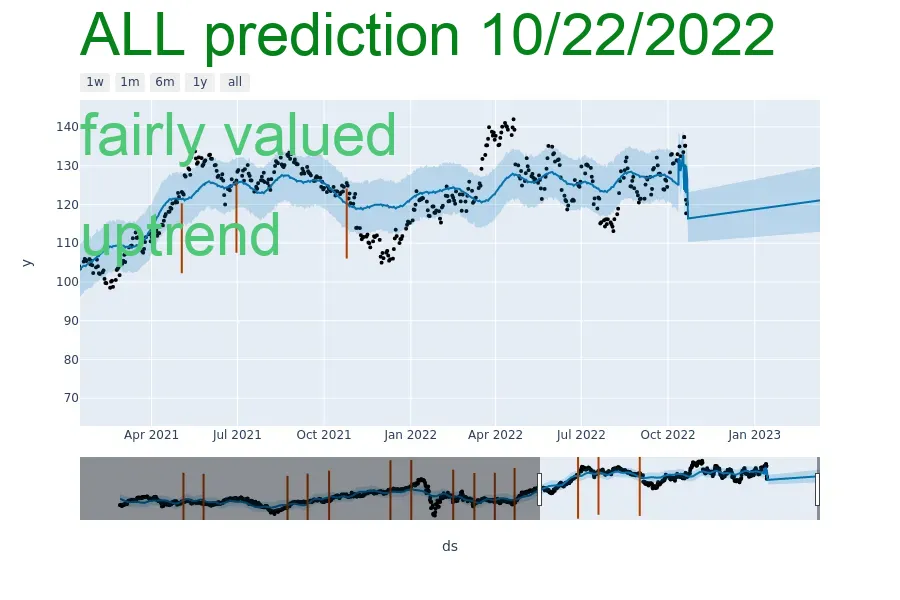 ALL prediction 10/22/2022
1w 1m 6m 1y all
fairly valued
uptrend
140
130
120
110
100
90
80
70
y
Apr 2021 Jul 2021 Oct 2021 Jan 2022 Apr 2022 Jul 2022 Oct 2022 Jan 2023
ds